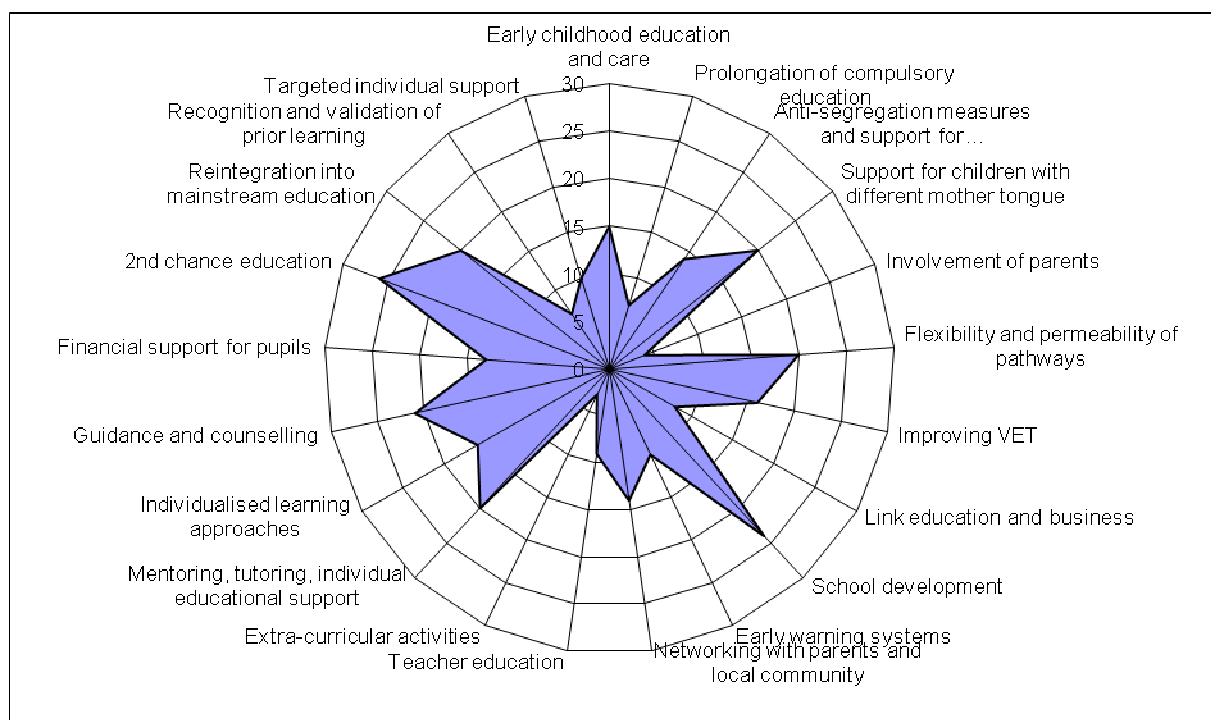 Early childhood education
and care
Prolongation of compulsory
education
Anti-segregation measures
and support for...
Support for children with
different mother tongue
Involvement of parents
Flexibility and permeability of
pathways
Improving VET
Link education and business
School development
Early warning systems
Networking with parents and
local community
Teacher education
Extra-curricular activities
Mentoring, tutoring, individual
educational support
Individualised learning
approaches
Guidance and counselling
Financial support for pupils
2nd chance education
Reintegration into
mainstream education
Recognition and validation of
prior learning
Targeted individual support
30
25
20
15
10
5
0